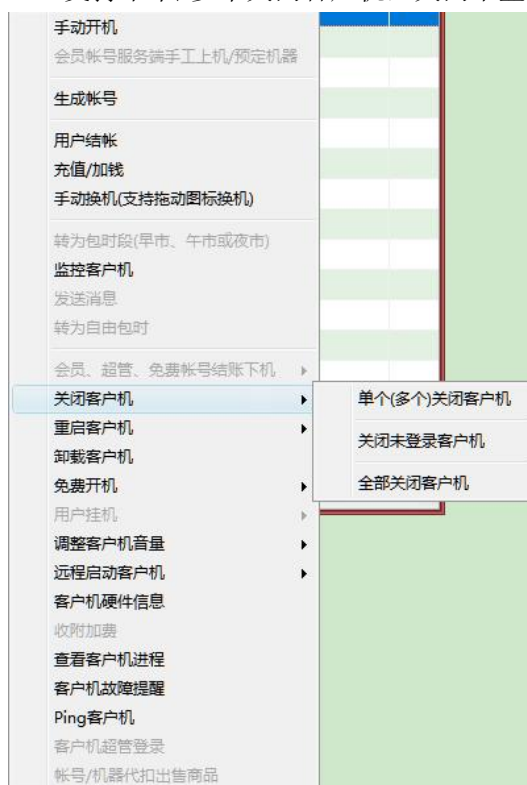 手动开机
会员帐号服务端手工上机/预定机器
生成帐号
用户结帐
充值/加钱
手动换机(支持拖动图标换机)
转为包时段(早市、午市或夜市)
监控客户机
发送消息
转为自由包时
会员、超管、免费帐号结账下机
关闭客户机
单个(多个)关闭客户机
重启客户机
关闭未登录客户机
卸载客户机
免费开机
全部关闭客户机
用户挂机
调整客户机音量
远程启动客户机
客户机硬件信息
收附加费
查看客户机进程
客户机故障提醒
Ping客户机
客户机超管登录
帐号/机器代扣出售商品